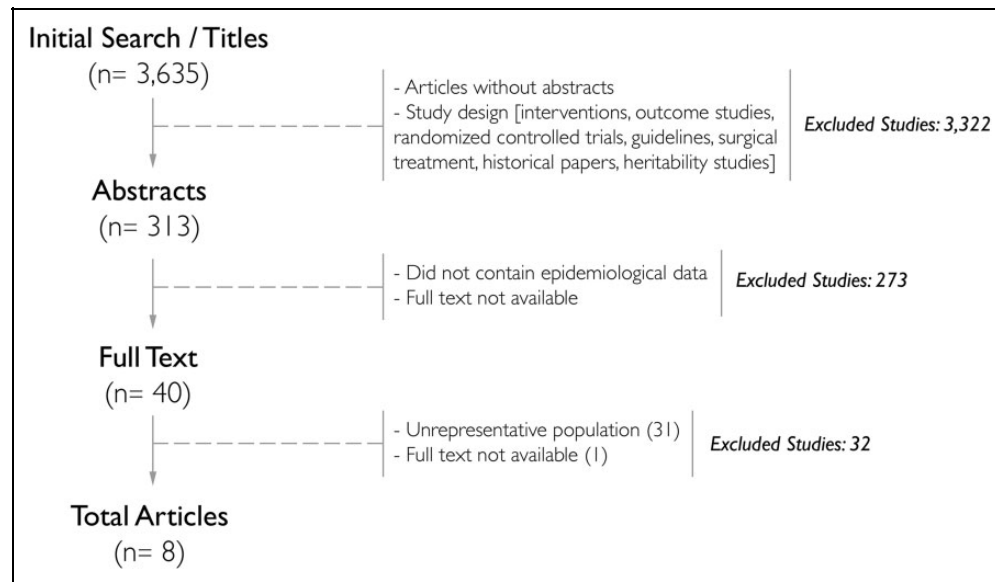 Initial Search / Titles
(n= 3,635)
- Articles without abstracts
- Study design [interventions, outcome studies,
randomized controlled trials, guidelines, surgical
treatment, historical papers, heritability studies]
Excluded Studies: 3,322
Abstracts
(n= 313)
- Did not contain epidemiological data
- Full text not available
Excluded Studies: 273
Full Text
(n= 40)
- Unrepresentative population (31)
- Full text not available (1)
Excluded Studies: 32
Total Articles
(n= 8)